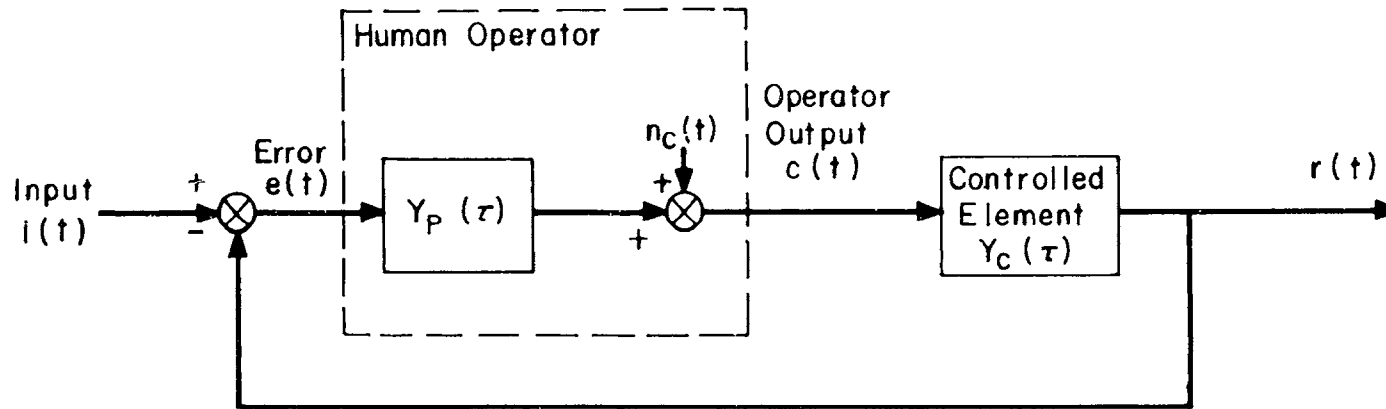 Human Operator
Input
i(t)
+
-
Error
e(t)
Y_P (τ)
n_c(t)
+
+
Operator
Output
c(t)
Controlled
Element
Y_C (τ)
r(t)